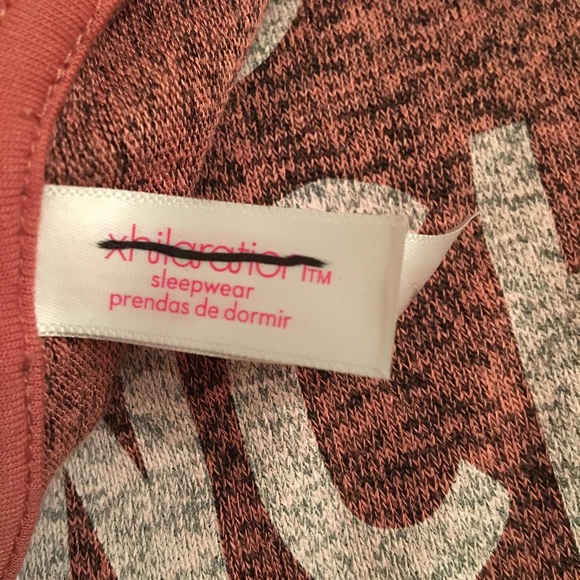 xhilaration™
sleepwear
prendas de dormir